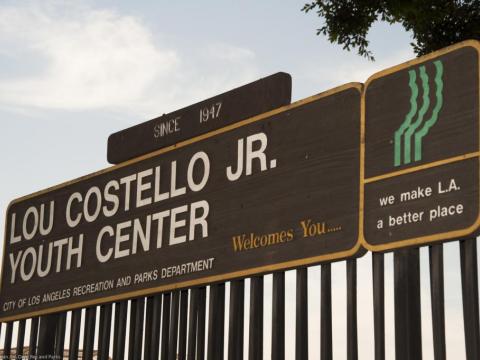 SINCE 1947
LOU COSTELLO JR.
YOUTH CENTER
Welcomes You.....
CITY OF LOS ANGELES RECREATION AND PARKS DEPARTMENT
we make L.A.
a better place